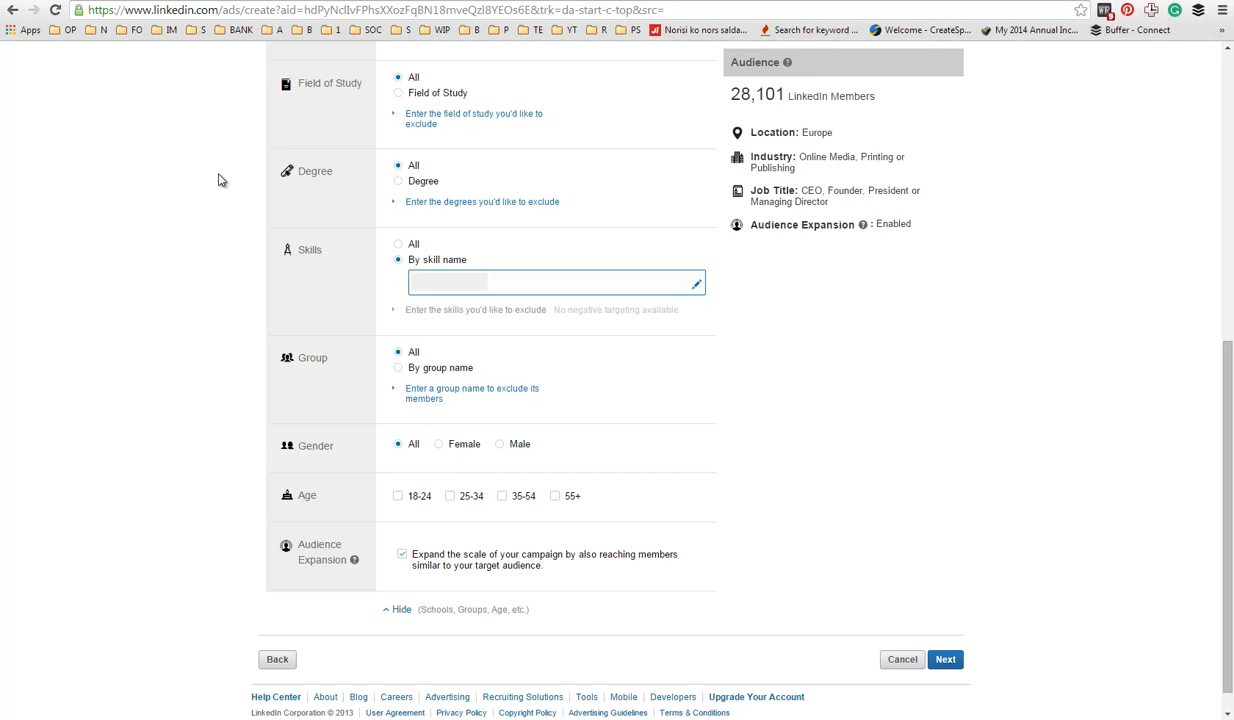 https://www.linkedin.com/ads/create?aid=hdPyNclIvFPhsXXozFqBN18mveQzl8YEOs6E&trk=da-start-c-top&src=
Apps OP N FO IM S BANK A B 1 SOC S WIP B P TE YT R PS Norisi ko nors salda... Search for keyword ... Welcome - CreateSp... My 2014 Annual Inc... Buffer - Connect »
WR
9
G
Field of Study
All
Field of Study
Enter the field of study you'd like to
exclude
Degree
All
Degree
Enter the degrees you'd like to exclude
Skills
All
By skill name
Enter the skills you'd like to exclude No negative targeting available
Group
All
By group name
Enter a group name to exclude its
members
Gender
All Female Male
Age
18-24 25-34 35-54 55+
Audience
Expansion ?
Expand the scale of your campaign by also reaching members
similar to your target audience.
Hide (Schools, Groups, Age, etc.)
Audience ?
28,101 LinkedIn Members
Location: Europe
Industry: Online Media, Printing or
Publishing
Job Title: CEO, Founder, President or
Managing Director
Audience Expansion ? : Enabled
Back Cancel Next
Help Center About Blog Careers Advertising Recruiting Solutions Tools Mobile Developers Upgrade Your Account
LinkedIn Corporation © 2013 User Agreement Privacy Policy Copyright Policy Advertising Guidelines Terms & Conditions